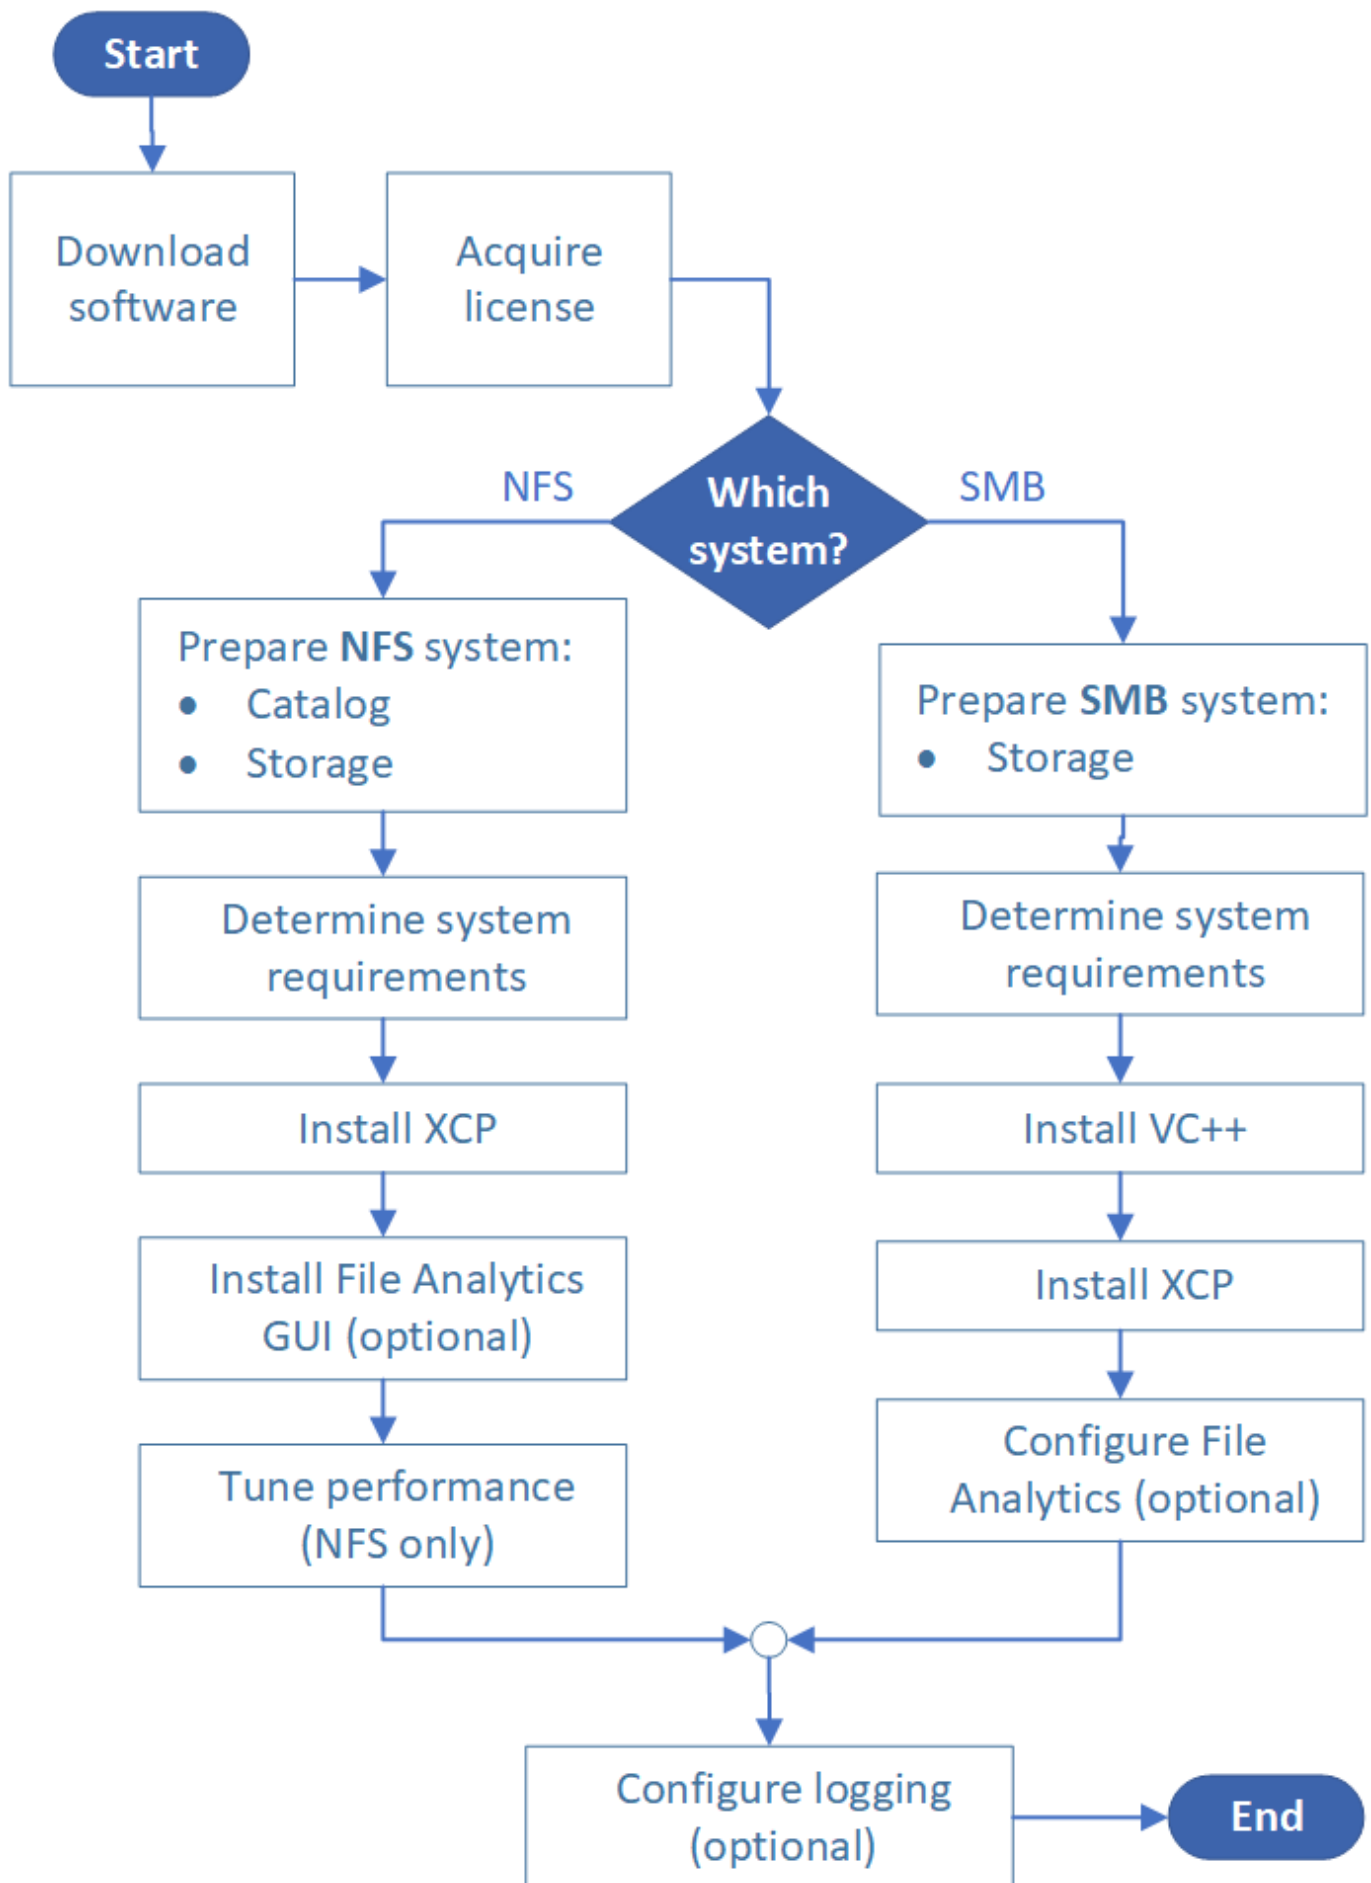 Start
Download
software
Acquire
license
Which
system?
NFS
SMB
Prepare NFS system:
• Catalog
• Storage
Determine system
requirements
Install XCP
Install File Analytics
GUI (optional)
Tune performance
(NFS only)
Prepare SMB system:
• Storage
Determine system
requirements
Install VC++
Install XCP
Configure File
Analytics (optional)
Configure logging
(optional)
End